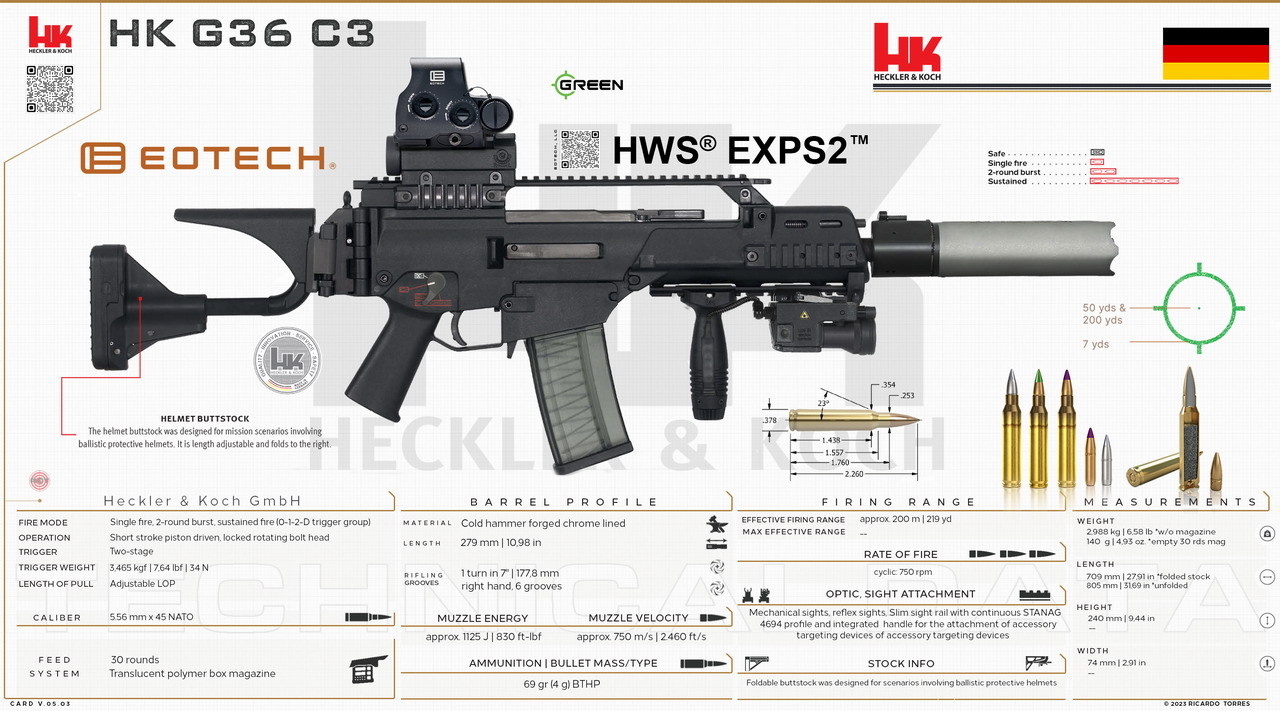 HK G36 C3
HECKLER & KOCH
HECKLER & KOCH
EOTECH®
EOTECH
GREEN
EOTECH, LLC
HWS® EXPS2™
Safe
Single fire
2-round burst
Sustained
50 yds &
200 yds
7 yds
QUALITY · INNOVATION · SERVICE · SAFETY
HK
HECKLER & KOCH
HELMET BUTTSTOCK
The helmet buttstock was designed for mission scenarios involving
ballistic protective helmets. It is length adjustable and folds to the right.
HK
HECKLER & KOCH
.354
.253
23°
.378
1.438
1.557
1.760
2.260
Heckler & Koch GmbH
FIRE MODE Single fire, 2-round burst, sustained fire (0-1-2-D trigger group)
OPERATION Short stroke piston driven, locked rotating bolt head
TRIGGER Two-stage
TRIGGER WEIGHT 3,465 kgf | 7.64 lbf | 34 N
LENGTH OF PULL Adjustable LOP
CALIBER 5.56 mm x 45 NATO
FEED SYSTEM 30 rounds
Translucent polymer box magazine
BARREL PROFILE
MATERIAL Cold hammer forged chrome lined
LENGTH 279 mm | 10,98 in
RIFLING GROOVES 1 turn in 7" | 177,8 mm
right hand, 6 grooves
MUZZLE ENERGY MUZZLE VELOCITY
approx. 1125 J | 830 ft-lbf approx. 750 m/s | 2.460 ft/s
AMMUNITION | BULLET MASS/TYPE
69 gr (4 g) BTHP
FIRING RANGE
EFFECTIVE FIRING RANGE approx. 200 m | 219 yd
MAX EFFECTIVE RANGE --
RATE OF FIRE
cyclic: 750 rpm
OPTIC, SIGHT ATTACHMENT
Mechanical sights, reflex sights, Slim sight rail with continuous STANAG
4694 profile and integrated handle for the attachment of accessory
targeting devices of accessory targeting devices
STOCK INFO
Foldable buttstock was designed for scenarios involving ballistic protective helmets
MEASUREMENTS
WEIGHT
2,988 kg | 6,58 lb *w/o magazine
140 g | 4,93 oz. *empty 30 rds mag
LENGTH
709 mm | 27,91 in *folded stock
805 mm | 31.69 in *unfolded
HEIGHT
240 mm | 9,44 in
--
WIDTH
74 mm | 2,91 in
--
TECHNICAL DATA
CARD V.05.03
© 2023 RICARDO TORRES